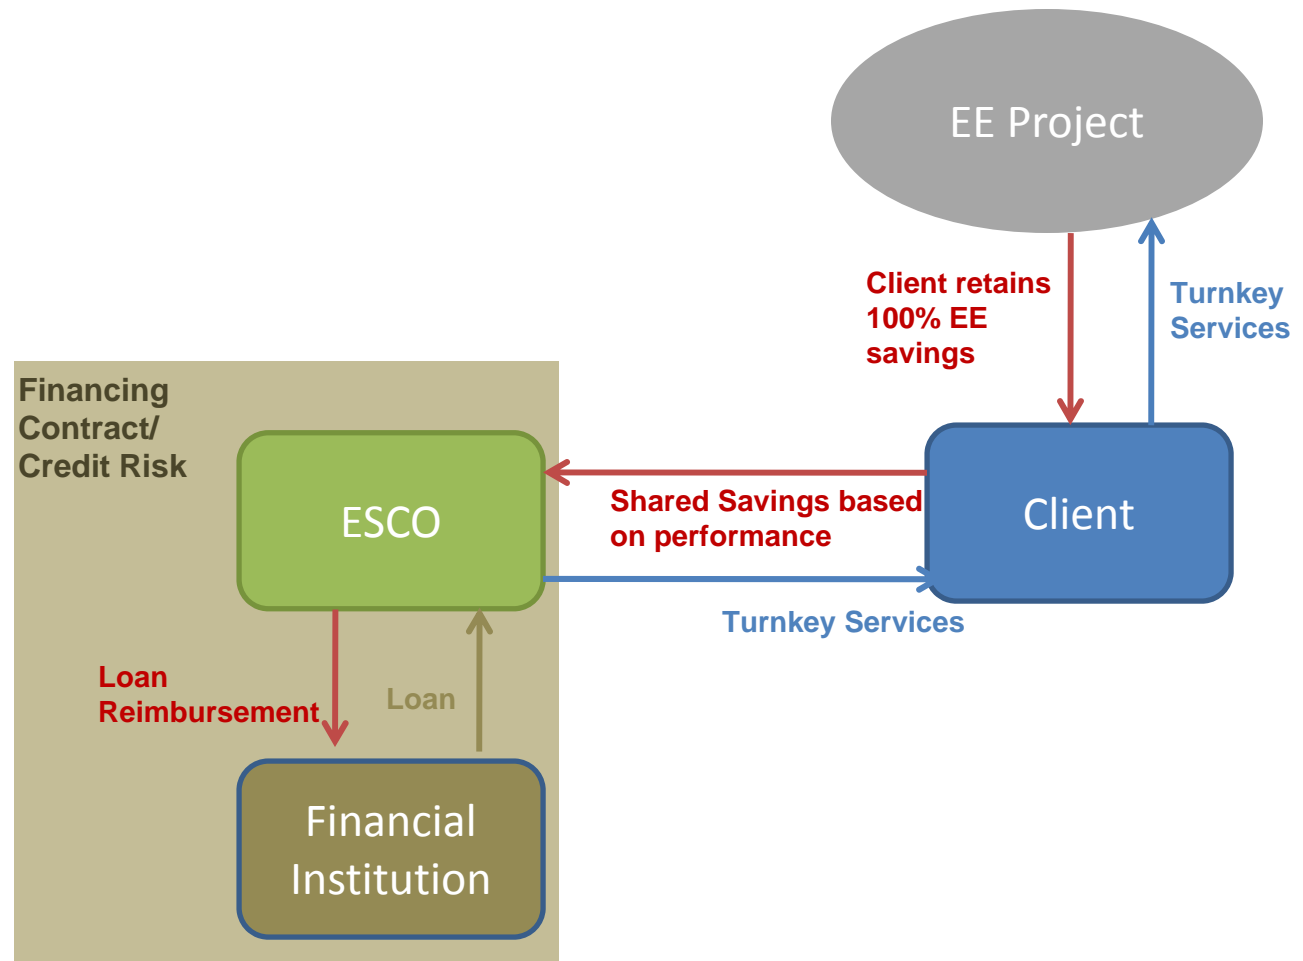 EE Project
Client retains
100% EE
savings
Turnkey
Services
Financing
Contract/
Credit Risk
ESCO
Shared Savings based
on performance
Client
Turnkey Services
Loan
Reimbursement
Loan
Financial
Institution